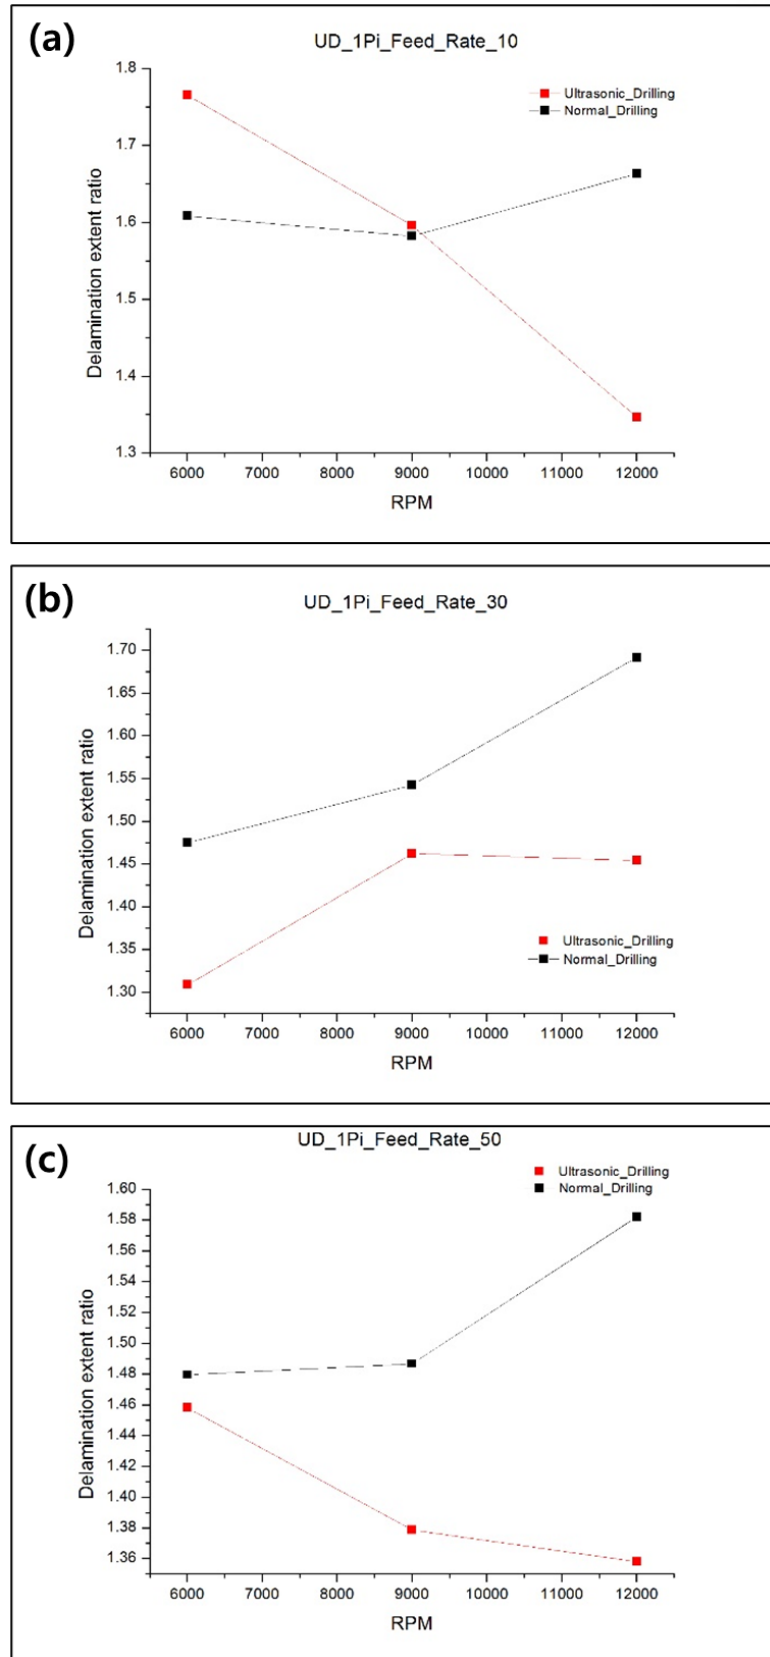 (a)
UD_1Pi_Feed_Rate_10
Ultrasonic_Drilling
Normal_Drilling
Delamination extent ratio
1.8
1.7
1.6
1.5
1.4
1.3
6000 7000 8000 9000 10000 11000 12000
RPM
(b)
UD_1Pi_Feed_Rate_30
Delamination extent ratio
1.70
1.65
1.60
1.55
1.50
1.45
1.40
1.35
1.30
Ultrasonic_Drilling
Normal_Drilling
6000 7000 8000 9000 10000 11000 12000
RPM
(c)
UD_1Pi_Feed_Rate_50
Ultrasonic_Drilling
Normal_Drilling
Delamination extent ratio
1.60
1.58
1.56
1.54
1.52
1.50
1.48
1.46
1.44
1.42
1.40
1.38
1.36
6000 7000 8000 9000 10000 11000 12000
RPM